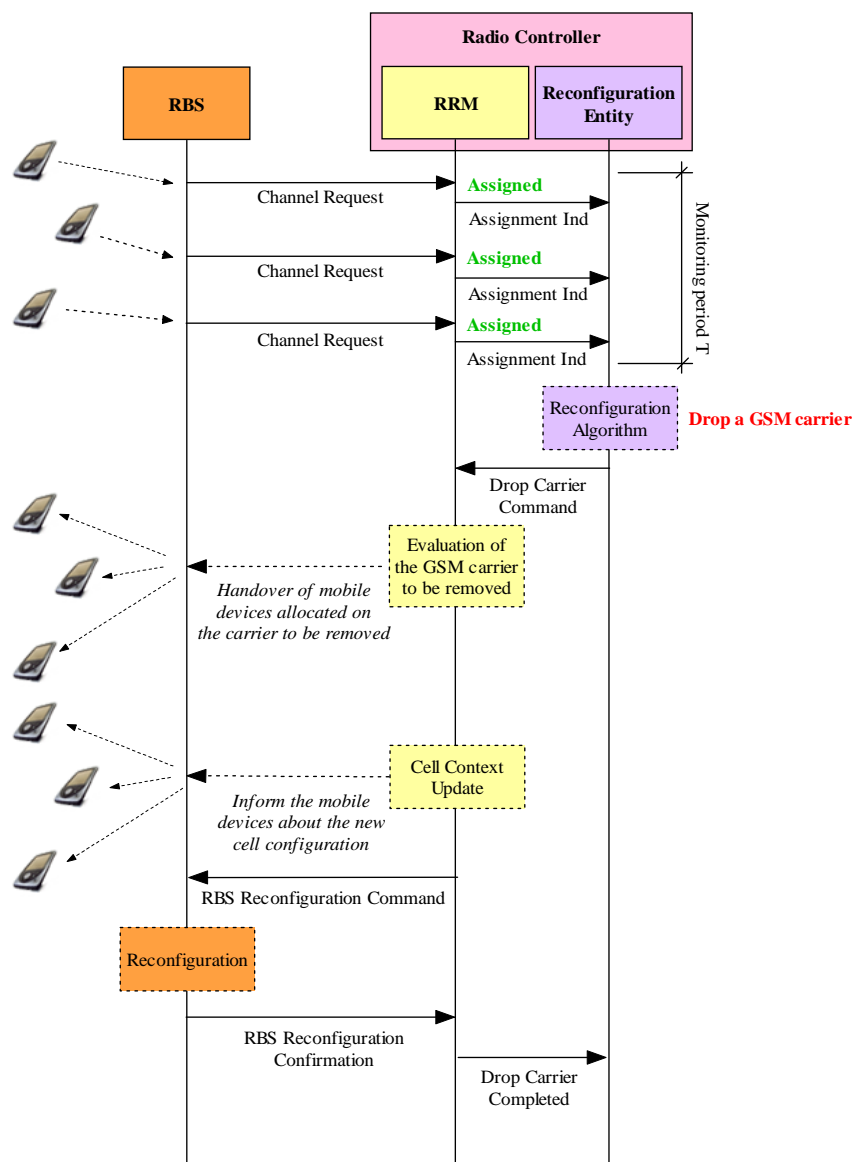 Radio Controller
RBS
RRM
Reconfiguration
Entity
Channel Request
Assigned
Assignment Ind
Channel Request
Assigned
Assignment Ind
Channel Request
Assigned
Assignment Ind
Monitoring period T
Reconfiguration
Algorithm
Drop a GSM carrier
Drop Carrier
Command
Evaluation of
the GSM carrier
to be removed
Handover of mobile
devices allocated on
the carrier to be removed
Cell Context
Update
Inform the mobile
devices about the new
cell configuration
RBS Reconfiguration Command
Reconfiguration
RBS Reconfiguration
Confirmation
Drop Carrier
Completed